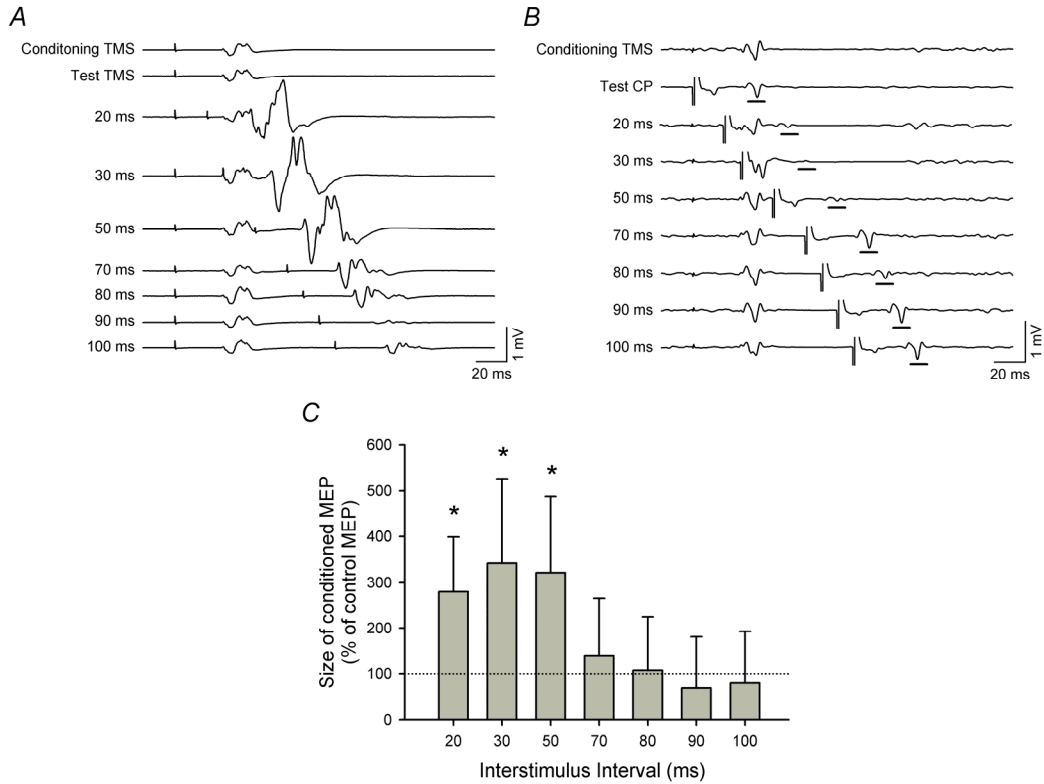 A
Conditoning TMS
Test TMS
20 ms
30 ms
50 ms
70 ms
80 ms
90 ms
100 ms
1 mV
20 ms
B
Conditioning TMS
Test CP
20 ms
30 ms
50 ms
70 ms
80 ms
90 ms
100 ms
1 mV
20 ms
C
Size of conditioned MEP
(% of control MEP)
600
500
400
300
200
100
0
* * *
20 30 50 70 80 90 100
Interstimulus Interval (ms)